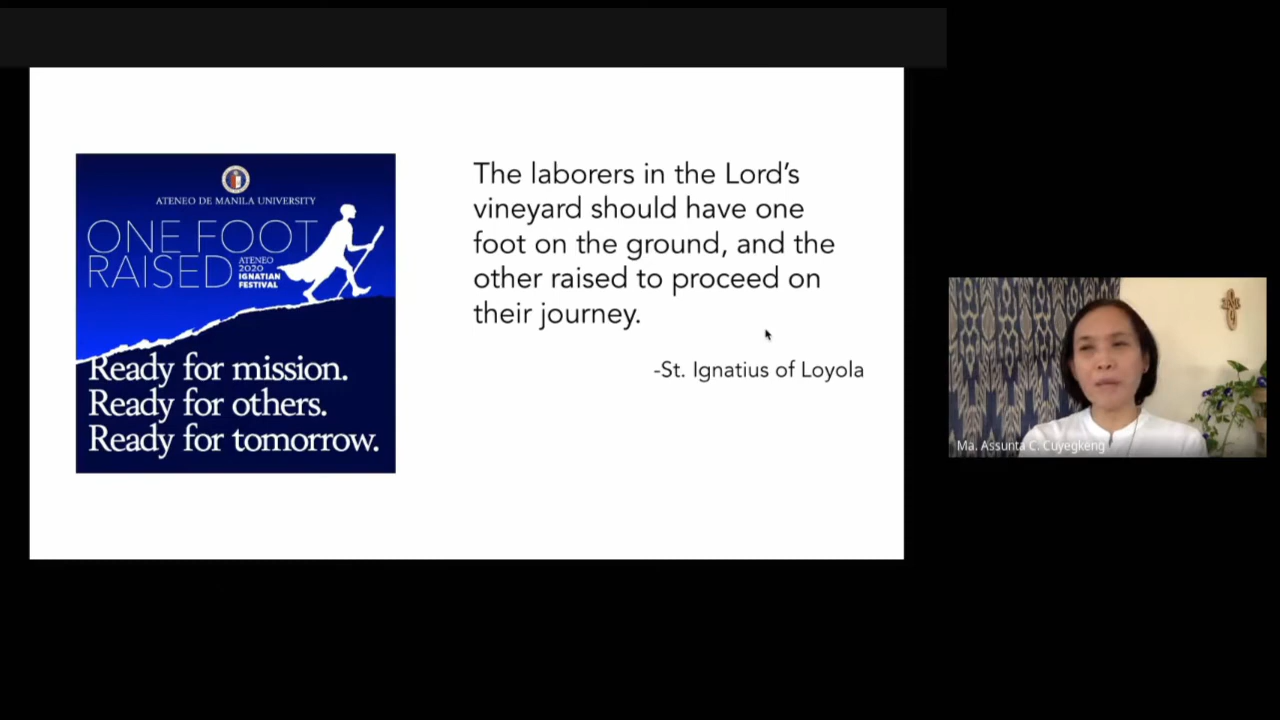 ATENEO DE MANILA UNIVERSITY
ONE FOOT
RAISED
ATENEO
2020
IGNATIAN
FESTIVAL
Ready for mission.
Ready for others.
Ready for tomorrow.
The laborers in the Lord's
vineyard should have one
foot on the ground, and the
other raised to proceed on
their journey.
-St. Ignatius of Loyola
Ma. Assunta C. Cuyegkeng